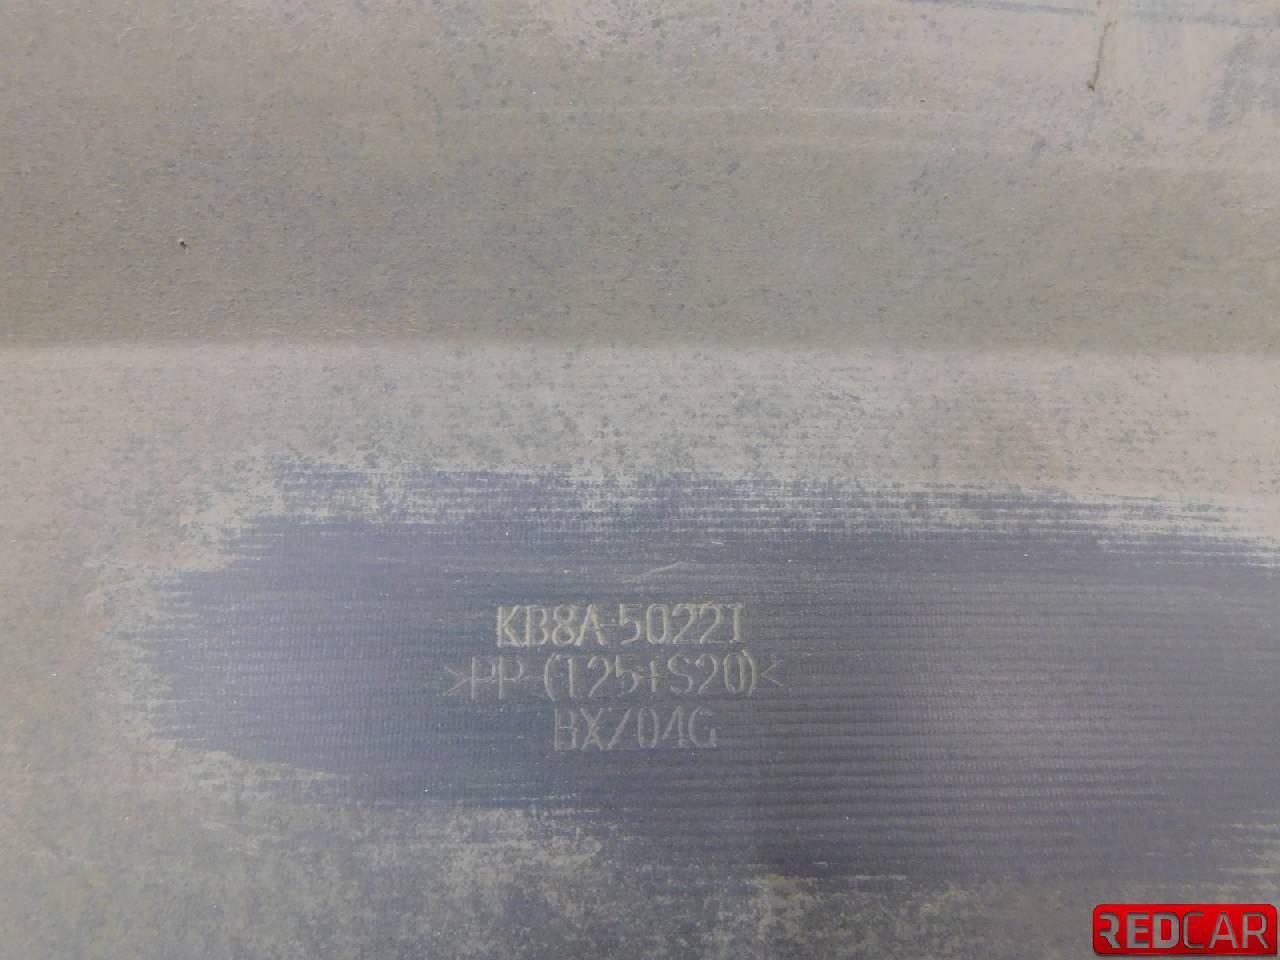 KB8A-50221
>PP (T25+S20)<
BX/04G
REDCAR